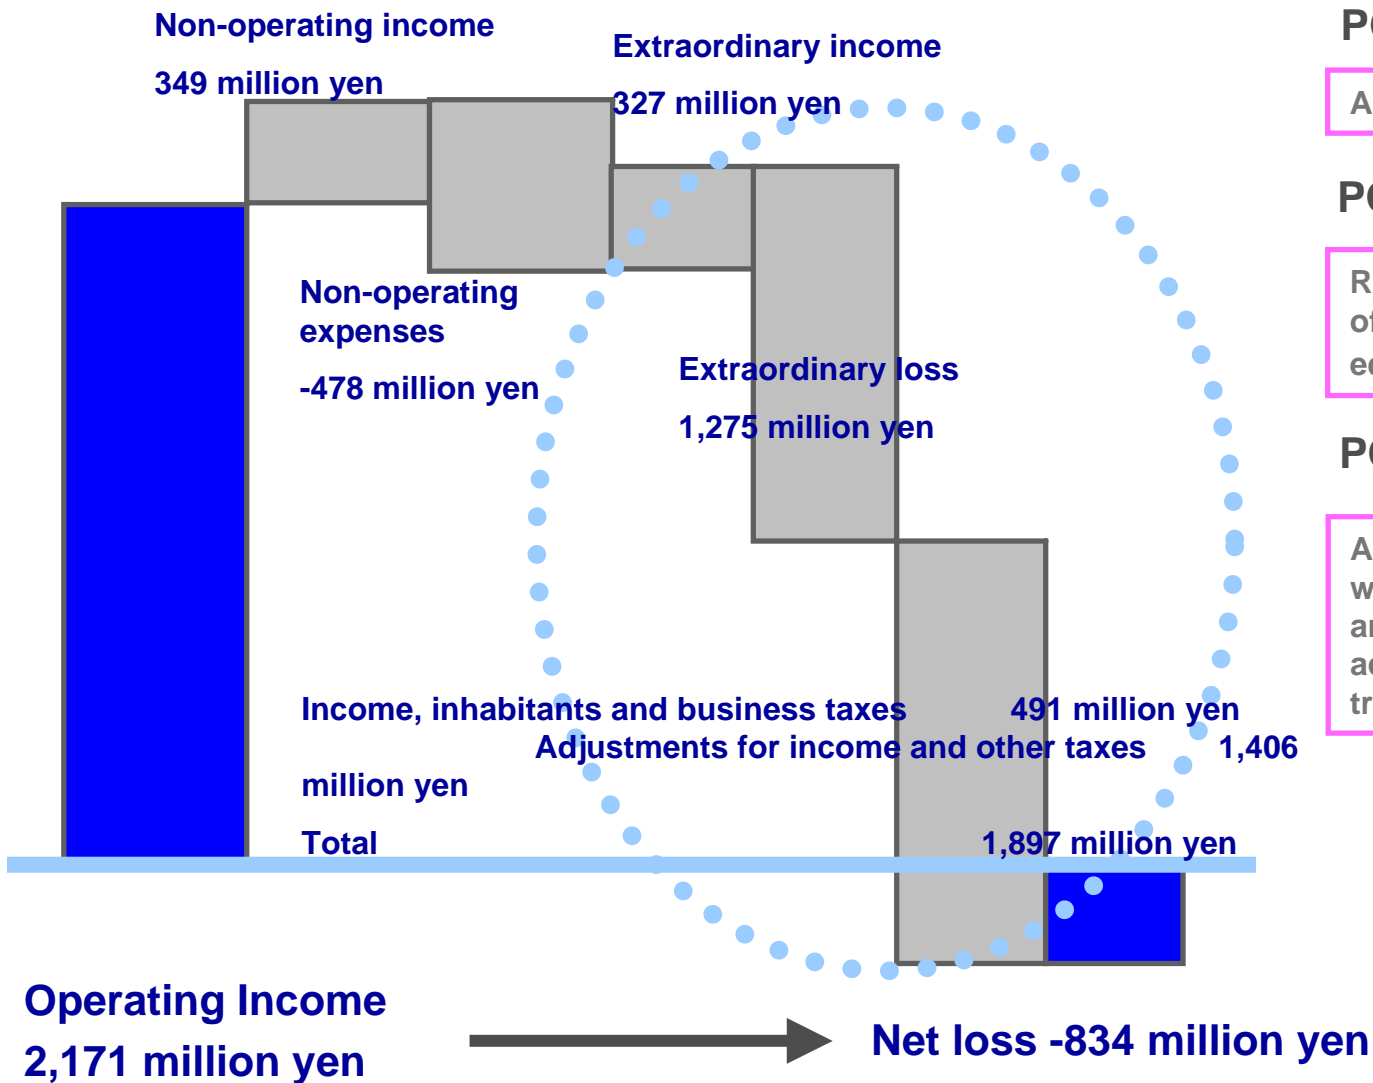 Non-operating income
349 million yen
Extraordinary income
327 million yen
Non-operating
expenses
-478 million yen
Extraordinary loss
1,275 million yen
Income, inhabitants and business taxes 491 million yen
Adjustments for income and other taxes 1,406
million yen
Total 1,897 million yen
Operating Income
2,171 million yen
Net loss -834 million yen